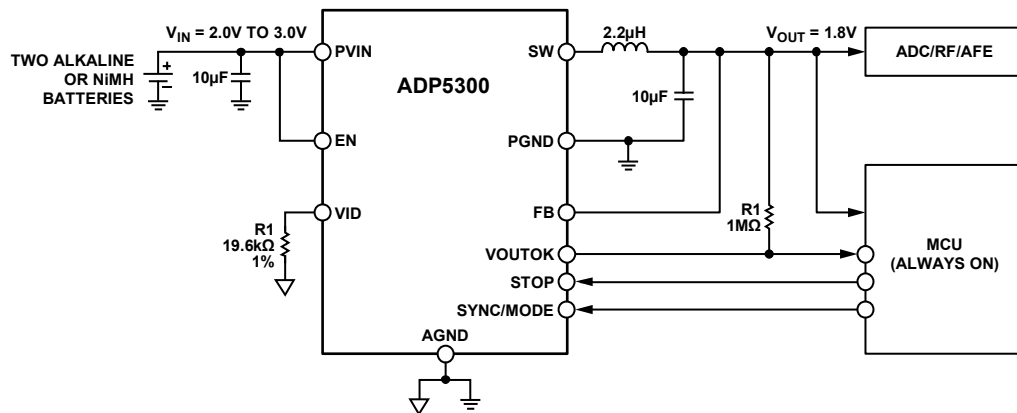 VIN = 2.0V TO 3.0V
TWO ALKALINE
OR NiMH
BATTERIES
+
−
10µF
PVIN
EN
VID
R1
19.6kΩ
1%
ADP5300
AGND
SW
PGND
FB
VOUTOK
STOP
SYNC/MODE
2.2µH
10µF
VOUT = 1.8V
R1
1MΩ
ADC/RF/AFE
MCU
(ALWAYS ON)